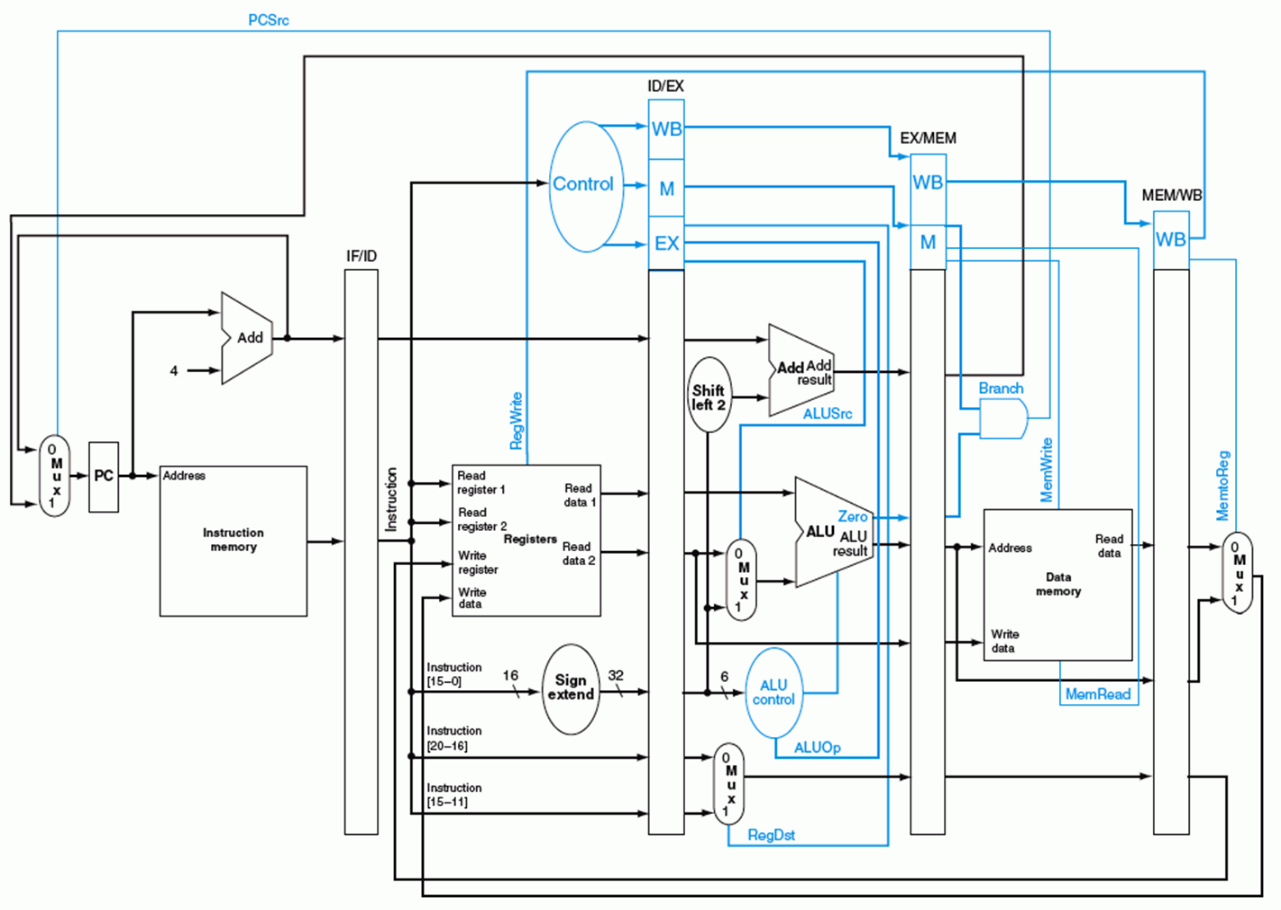 PCSrc
ID/EX
WB
EX/MEM
Control
M
WB
MEM/WB
EX
M
WB
IF/ID
Add
4
Add Add
result
Shift
left 2
ALUSrc
Branch
RegWrite
MemWrite
MemtoReg
Instruction
0
M
u
x
1
PC
Address
Instruction
memory
Read
register 1
Read
register 2
Write
register
Write
data
Registers
Read
data 1
Read
data 2
0
M
u
x
1
Zero
ALU
ALU
result
Address
Read
data
Data
memory
Write
data
0
M
u
x
1
Instruction
[15–0]
16
Sign
extend
32
6
ALU
control
MemRead
Instruction
[20–16]
ALUOp
Instruction
[15–11]
0
M
u
x
1
RegDst